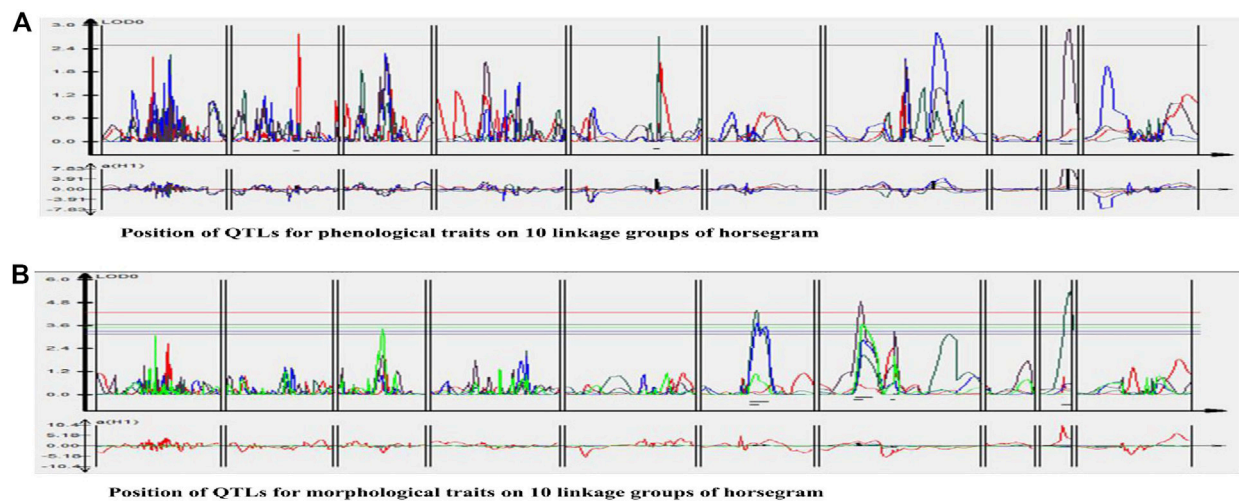 A
LOD0
3.0
2.4
1.8
1.2
0.6
0.0
a(H1)
7.83
3.91
0.00
-3.91
-7.83
Position of QTLs for phenological traits on 10 linkage groups of horsegram
B
LOD0
6.0
4.8
3.6
2.4
1.2
0.0
a(H1)
10.4
5.18
0.00
-5.18
-10.4
Position of QTLs for morphological traits on 10 linkage groups of horsegram